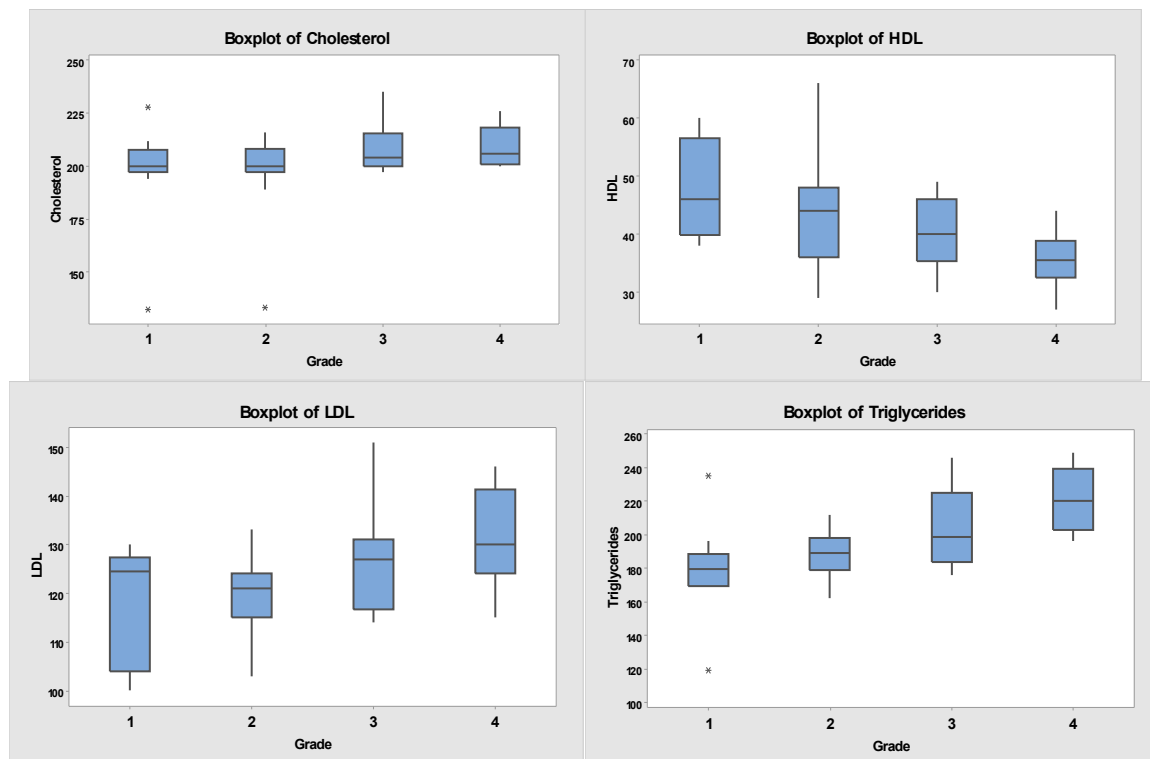 Boxplot of Cholesterol
250
225
200
175
150
Cholesterol
1 2 3 4
Grade
Boxplot of HDL
70
60
50
40
30
HDL
1 2 3 4
Grade
Boxplot of LDL
150
140
130
120
110
100
LDL
1 2 3 4
Grade
Boxplot of Triglycerides
260
240
220
200
180
160
140
120
100
Triglycerides
1 2 3 4
Grade